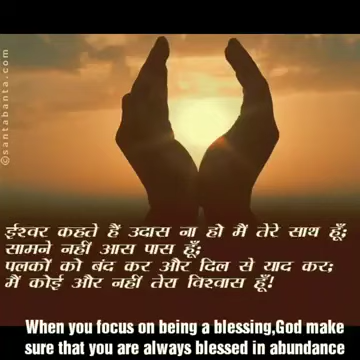 ©santabanta.com
ईश्वर कहते हैं उदास ना हो मैं तेरे साथ हूँ;
सामने नहीं आस पास हूँ;
पलकों को बंद कर और दिल से याद कर;
मैं कोई और नहीं तेरा विश्वास हूँ!
When you focus on being a blessing,God make
sure that you are always blessed in abundance